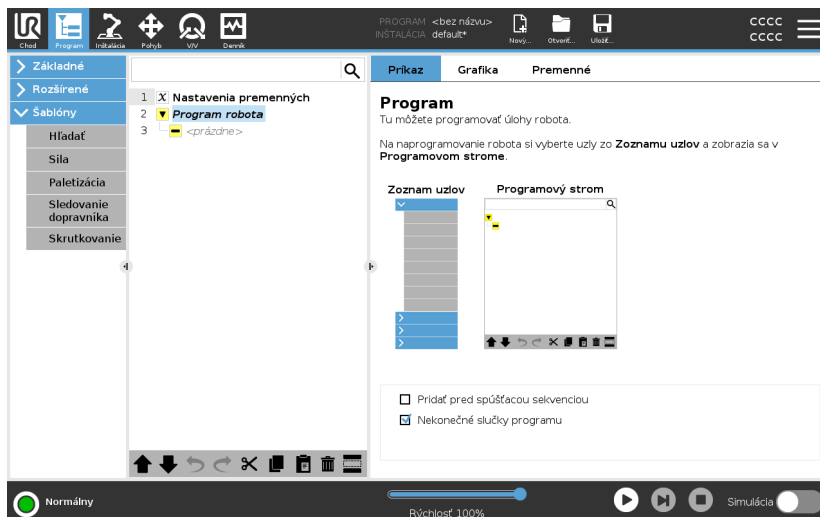 UR
PROGRAM <bez názvu>
INŠTALÁCIA default*
CCCC
CCCC
Chod Program Inštalácia Pohyb V/V Denník Nový... Otvoriť... Uložiť...
Základné
Rozšírené
Šablóny
Hľadať
Sila
Paletizácia
Sledovanie
dopravníka
Skrutkovanie
1 X Nastavenia premenných
2 Program robota
3 <prázdne>
Príkaz Grafika Premenné
Program
Tu môžete programovať úlohy robota.
Na naprogramovanie robota si vyberte uzly zo Zoznamu uzlov a zobrazia sa v
Programovom strome.
Zoznam uzlov Programový strom
Pridať pred spúšťacou sekvenciou
Nekonečné slučky programu
Normálny
Rýchlosť 100%
Simulácia